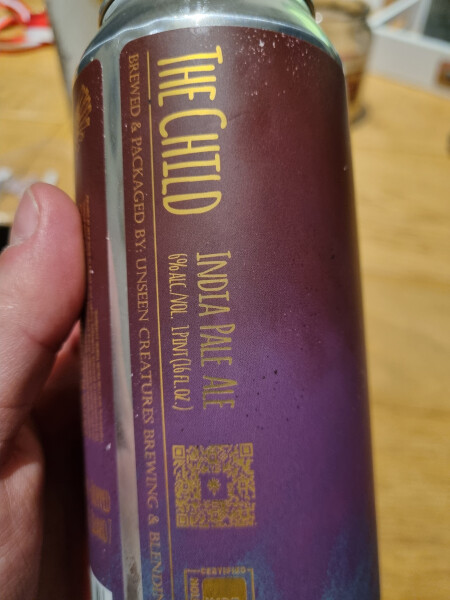 THE CHILD
INDIA PALE ALE
6% ALC/VOL. 1 PINT (16 FL. OZ.)
BREWED & PACKAGED BY: UNSEEN CREATURES BREWING &